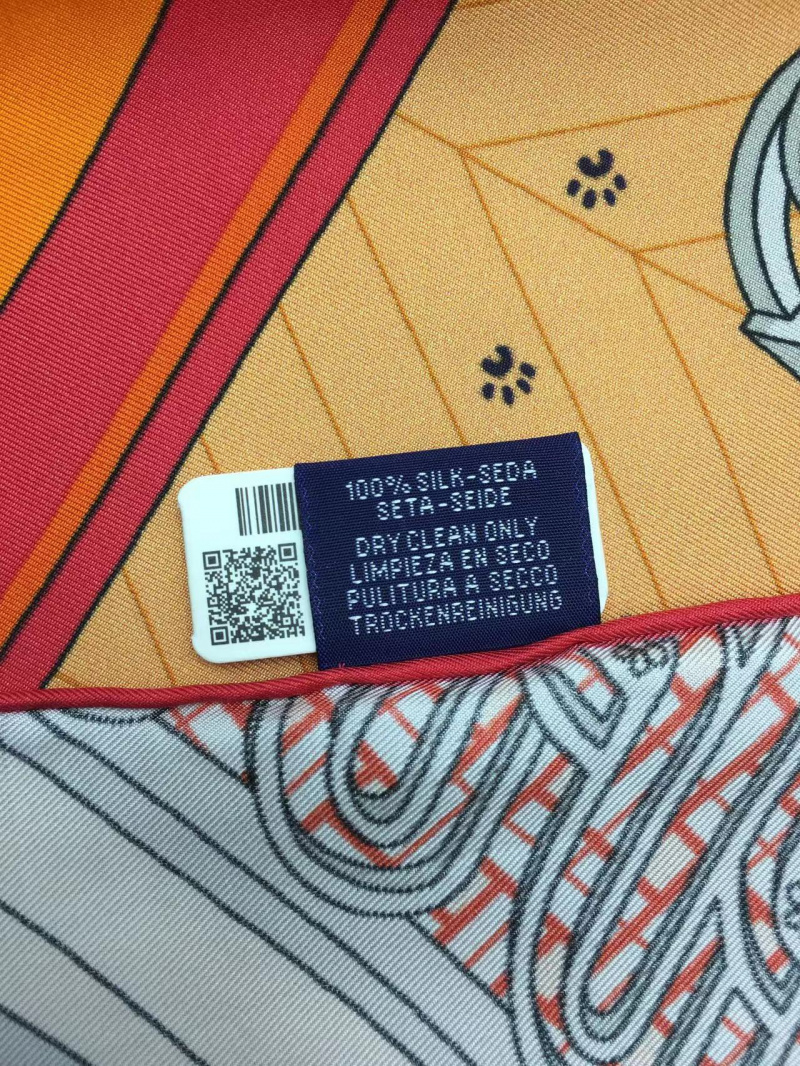 100% SILK-SEDA
SETA-SEIDE
DRY CLEAN ONLY
LIMPIEZA EN SECO
PULITURA A SECCO
TROCKENREINIGUNG